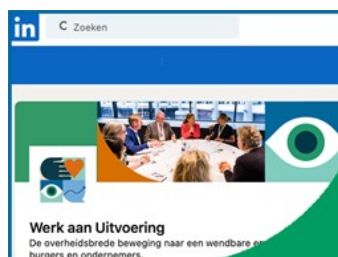 in
Zoeken
Werk aan Uitvoering
De overheidsbrede beweging naar een wendbare
burgers en ondernemers.